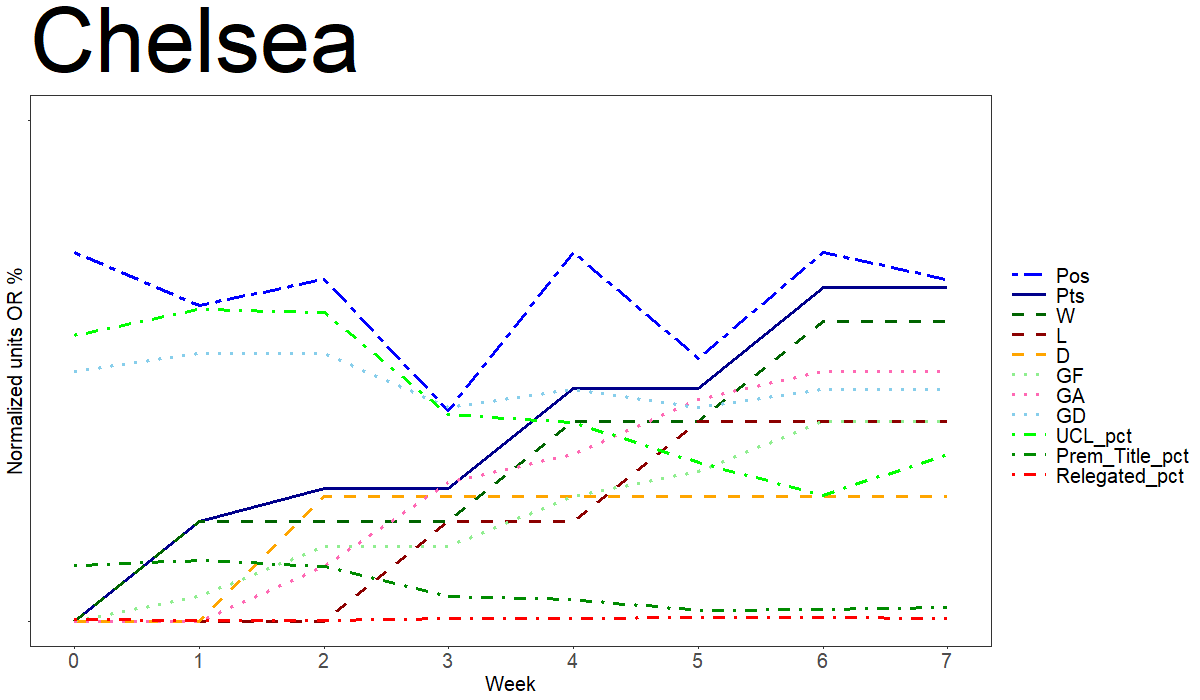 Chelsea
Normalized units OR %
0 1 2 3 4 5 6 7
Week
Pos
Pts
W
L
D
GF
GA
GD
UCL_pct
Prem_Title_pct
Relegated_pct